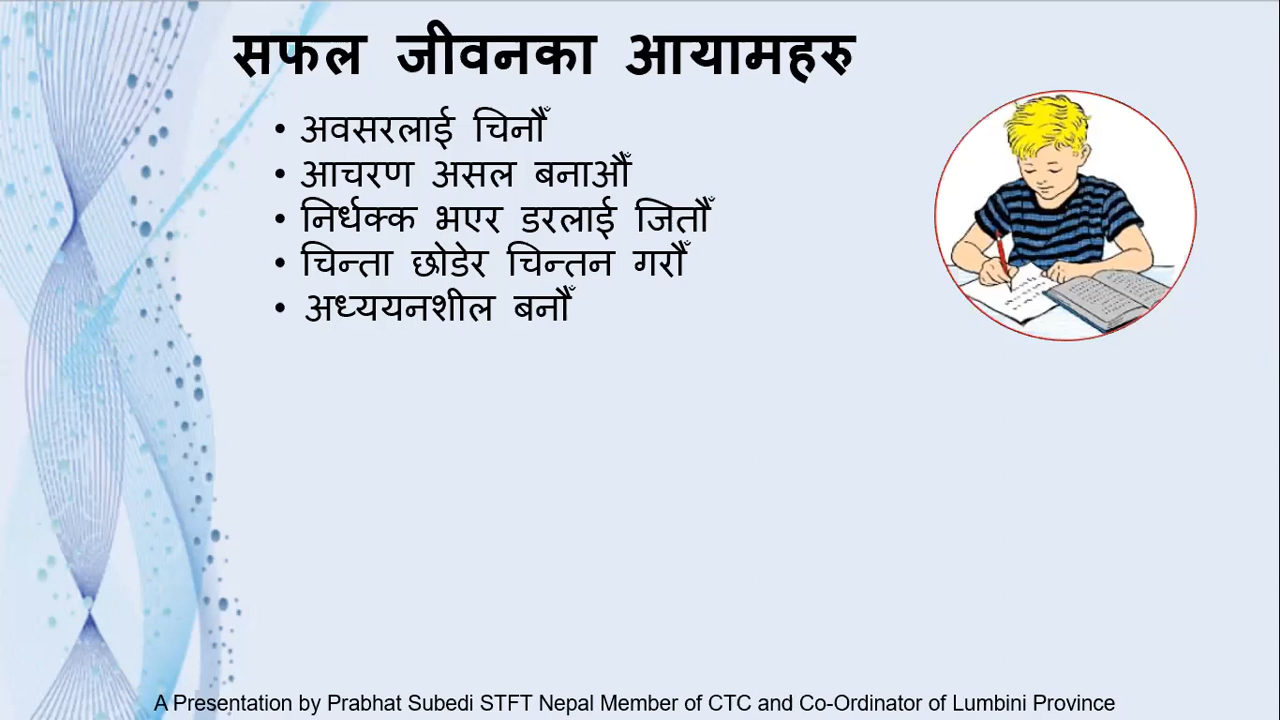 सफल जीवनका आयामहरु
• अवसरलाई चिनौँ
• आचरण असल बनाऔँ
• निर्धक्क भएर डरलाई जितौँ
• चिन्ता छोडेर चिन्तन गरौँ
• अध्ययनशील बनौँ
A Presentation by Prabhat Subedi STFT Nepal Member of CTC and Co-Ordinator of Lumbini Province